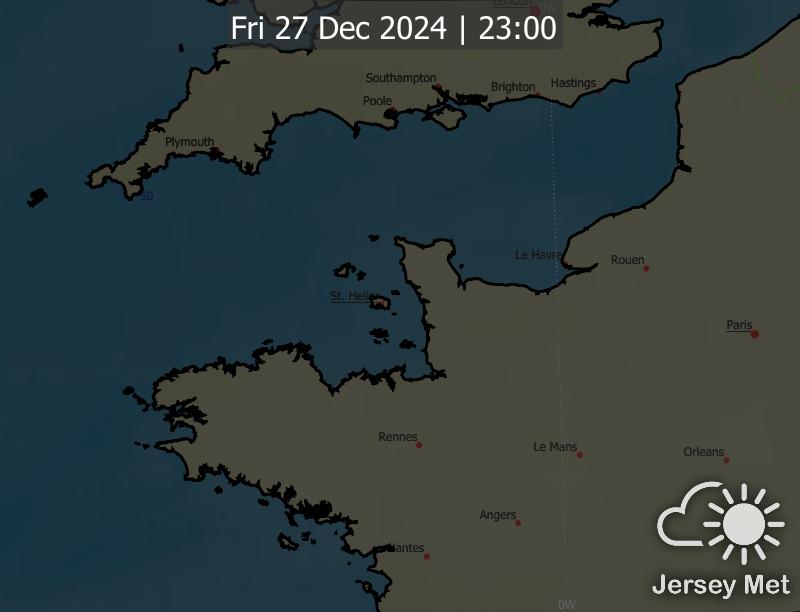 London
0W
Fri 27 Dec 2024 | 23:00
Southampton
Brighton
Hastings
Poole
Plymouth
50
Le Havre
Rouen
St. Helier
Paris
Rennes
Le Mans
Orleans
Angers
Nantes
Jersey Met
0W